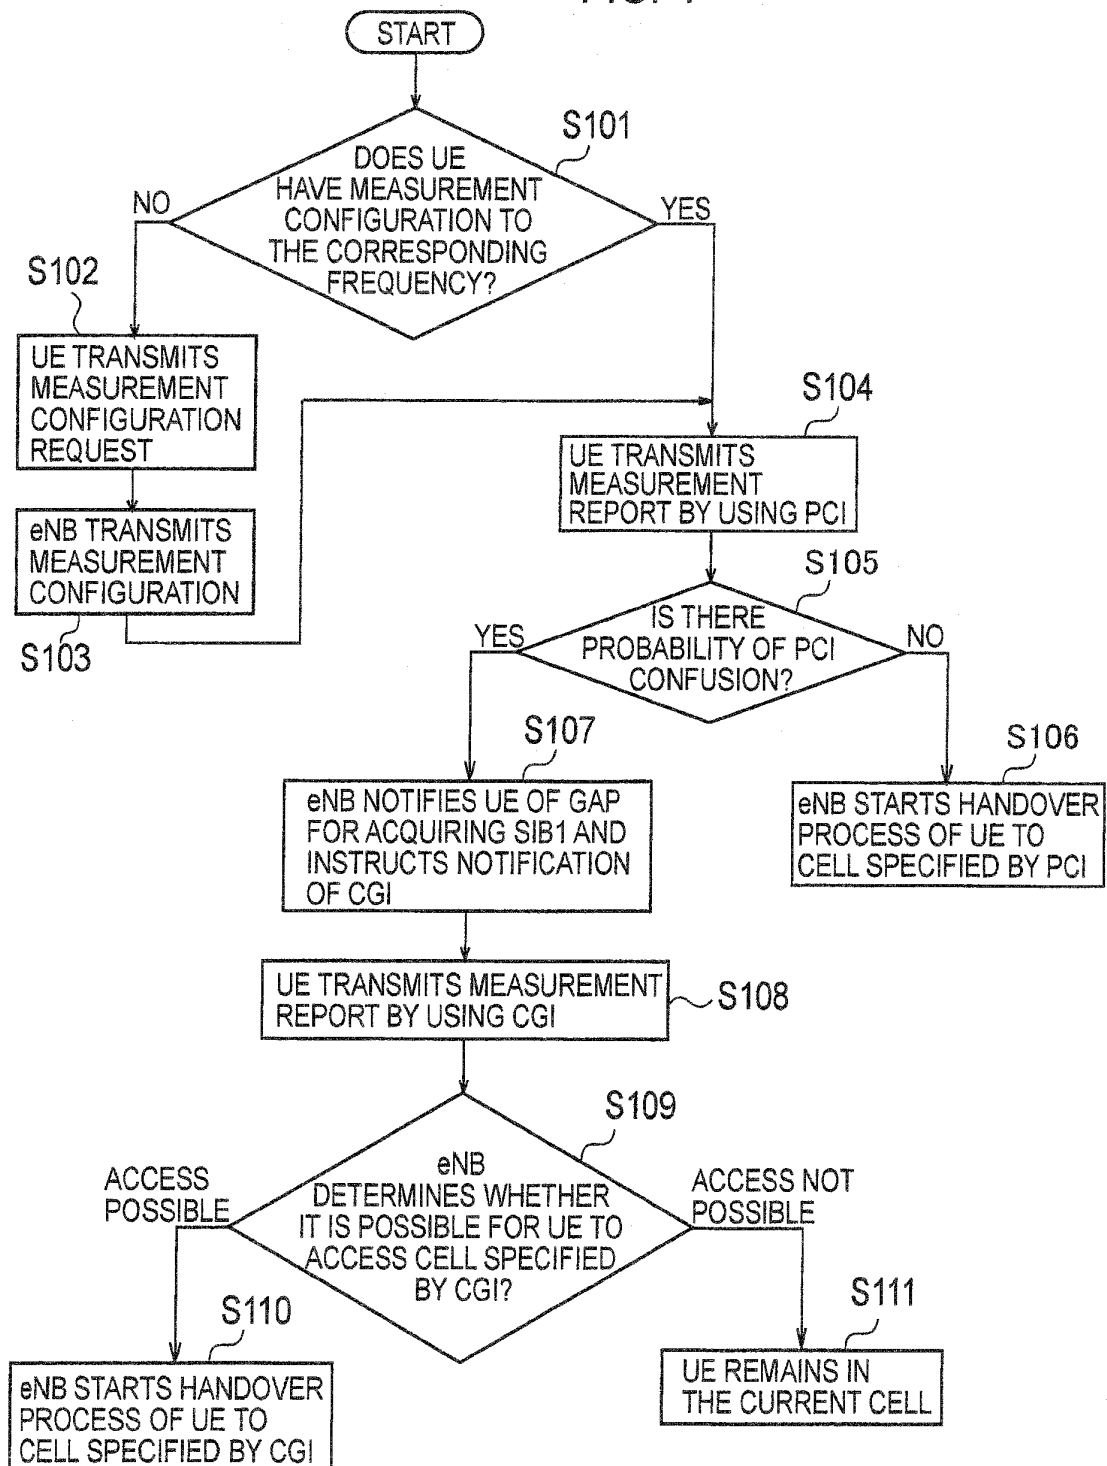 START
S101
DOES UE
HAVE MEASUREMENT
CONFIGURATION TO
THE CORRESPONDING
FREQUENCY?
NO
YES
S102
UE TRANSMITS
MEASUREMENT
CONFIGURATION
REQUEST
S104
UE TRANSMITS
MEASUREMENT
REPORT BY USING PCI
eNB TRANSMITS
MEASUREMENT
CONFIGURATION
S103
S105
IS THERE
PROBABILITY OF PCI
CONFUSION?
YES
NO
S107
eNB NOTIFIES UE OF GAP
FOR ACQUIRING SIB1 AND
INSTRUCTS NOTIFICATION
OF CGI
S106
eNB STARTS HANDOVER
PROCESS OF UE TO
CELL SPECIFIED BY PCI
UE TRANSMITS MEASUREMENT
REPORT BY USING CGI
S108
S109
eNB
DETERMINES WHETHER
IT IS POSSIBLE FOR UE TO
ACCESS CELL SPECIFIED
BY CGI?
ACCESS
POSSIBLE
ACCESS NOT
POSSIBLE
S110
eNB STARTS HANDOVER
PROCESS OF UE TO
CELL SPECIFIED BY CGI
S111
UE REMAINS IN
THE CURRENT CELL